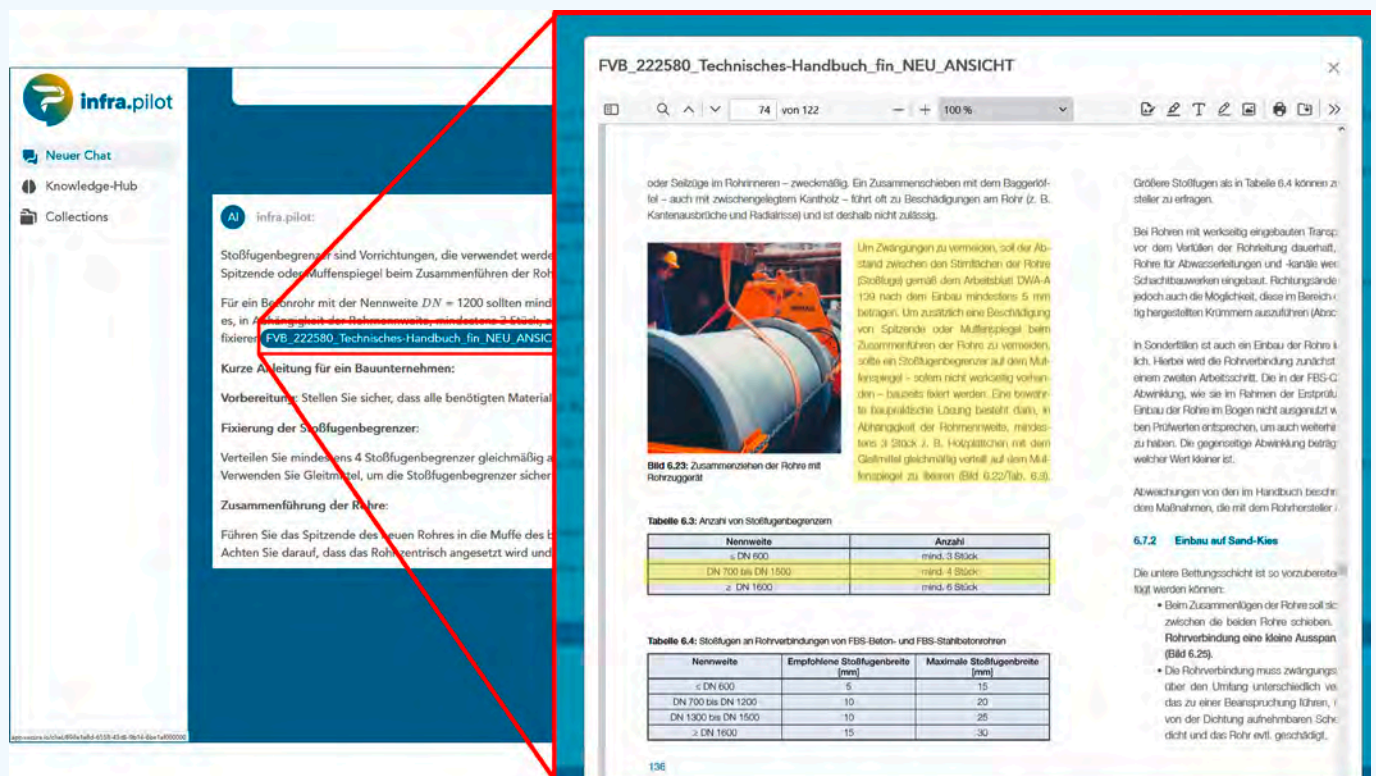 infra.pilot
Neuer Chat
Knowledge-Hub
Collections
AI infra.pilot:
Stoßfugenbegrenzer sind Vorrichtungen, die verwendet werde
Spitzende oder Muffenspiegel beim Zusammenführen der Roh
Für ein Betonrohr mit der Nennweite DN = 1200 sollten mind
es, in Abhängigkeit der Rohrnennweite, mindestens 3 Stück, z
fixieren FVB_222580_Technisches-Handbuch_fin_NEU_ANSIC
Kurze Anleitung für ein Bauunternehmen:
Vorbereitung: Stellen Sie sicher, dass alle benötigten Material
Fixierung der Stoßfugenbegrenzer:
Verteilen Sie mindestens 4 Stoßfugenbegrenzer gleichmäßig a
Verwenden Sie Gleitmittel, um die Stoßfugenbegrenzer sicher
Zusammenführung der Rohre:
Führen Sie das Spitzende des neuen Rohres in die Muffe des b
Achten Sie darauf, dass das Rohr zentrisch angesetzt wird und
FVB_222580_Technisches-Handbuch_fin_NEU_ANSICHT
74 von 122
100 %
oder Seilzüge im Rohrinneren – zweckmäßig. Ein Zusammenschieben mit dem Baggerlöf-
fel – auch mit zwischengelegtem Kantholz – führt oft zu Beschädigungen am Rohr (z. B.
Kantenausbrüche und Radialrisse) und ist deshalb nicht zulässig.
Um Zwängungen zu vermeiden, soll der Ab-
stand zwischen den Stirnflächen der Rohre
(Stoßfuge) gemäß dem Arbeitsblatt DWA-A
139 nach dem Einbau mindestens 5 mm
betragen. Um zusätzlich eine Beschädigung
von Spitzende oder Muffenspiegel beim
Zusammenführen der Rohre zu vermeiden,
sollte ein Stoßfugenbegrenzer auf dem Muf-
fenspiegel – sofern nicht werkseitig vorhan-
den – bauseits fixiert werden. Eine bewähr-
te baupraktische Lösung besteht darin, in
Abhängigkeit der Rohrnennweite, mindes-
tens 3 Stück z. B. Holzplättchen mit dem
Gleitmittel gleichmäßig verteilt auf dem Muf-
fenspiegel zu fixieren (Bild 6.22/Tab. 6.3).
Bild 6.23: Zusammenziehen der Rohre mit
Rohrzuggerät
Tabelle 6.3: Anzahl von Stoßfugenbegrenzern
Nennweite Anzahl
≤ DN 600 mind. 3 Stück
DN 700 bis DN 1500 mind. 4 Stück
≥ DN 1600 mind. 6 Stück
Tabelle 6.4: Stoßfugen an Rohrverbindungen von FBS-Beton- und FBS-Stahlbetonrohren
Nennweite Empfohlene Stoßfugenbreite [mm] Maximale Stoßfugenbreite [mm]
≤ DN 600 5 15
DN 700 bis DN 1200 10 20
DN 1300 bis DN 1500 10 25
≥ DN 1600 15 30
136
Größere Stoßfugen als in Tabelle 6.4 können z
steller zu erfragen.
Bei Rohren mit werkseitig eingebauten Transp
vor dem Verfüllen der Rohrleitung dauerhaft,
Rohre für Abwasserleitungen und -kanäle wer
Schachtbauwerken eingebaut. Richtungsände
jedoch auch die Möglichkeit, diese im Bereich
tig hergestellten Krümmern auszuführen (Absc
In Sonderfällen ist auch ein Einbau der Rohre i
lich. Hierbei wird die Rohrverbindung zunächst
einem zweiten Arbeitsschritt. Die in der FBS-Q
Abwinklung, wie sie im Rahmen der Erstprüfu
Einbau der Rohre im Bogen nicht ausgenutzt w
ben Prüfwerten entsprechen, um auch weiterhi
zu haben. Die gegenseitige Abwinklung beträg
welcher Wert kleiner ist.
Abweichungen von den im Handbuch beschri
dere Maßnahmen, die mit dem Rohrhersteller
6.7.2 Einbau auf Sand-Kies
Die untere Bettungsschicht ist so vorzubereite
fügt werden können:
• Beim Zusammenfügen der Rohre soll sic
zwischen die beiden Rohre schieben.
Rohrverbindung eine kleine Ausspar
(Bild 6.25).
• Die Rohrverbindung muss zwängungs
über den Umfang unterschiedlich ve
das zu einer Beanspruchung führen,
von der Dichtung aufnehmbaren Sche
dicht und das Rohr evtl. geschädigt.